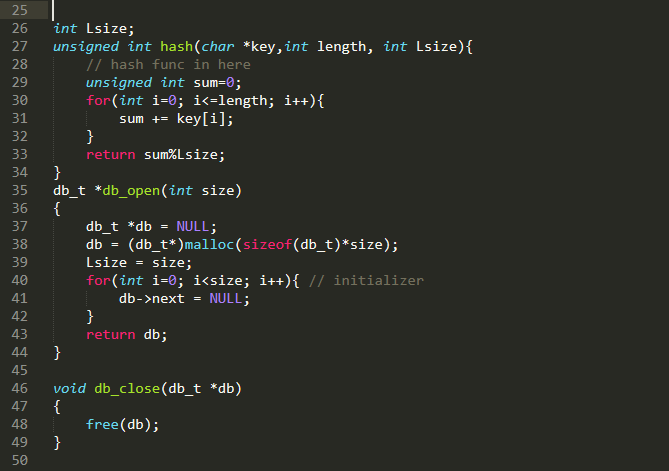 25
26 int Lsize;
27 unsigned int hash(char *key,int length, int Lsize){
28     // hash func in here
29     unsigned int sum=0;
30     for(int i=0; i<=length; i++){
31         sum += key[i];
32     }
33     return sum%Lsize;
34 }
35 db_t *db_open(int size)
36 {
37     db_t *db = NULL;
38     db = (db_t*)malloc(sizeof(db_t)*size);
39     Lsize = size;
40     for(int i=0; i<size; i++){ // initializer
41         db->next = NULL;
42     }
43     return db;
44 }
45
46 void db_close(db_t *db)
47 {
48     free(db);
49 }
50